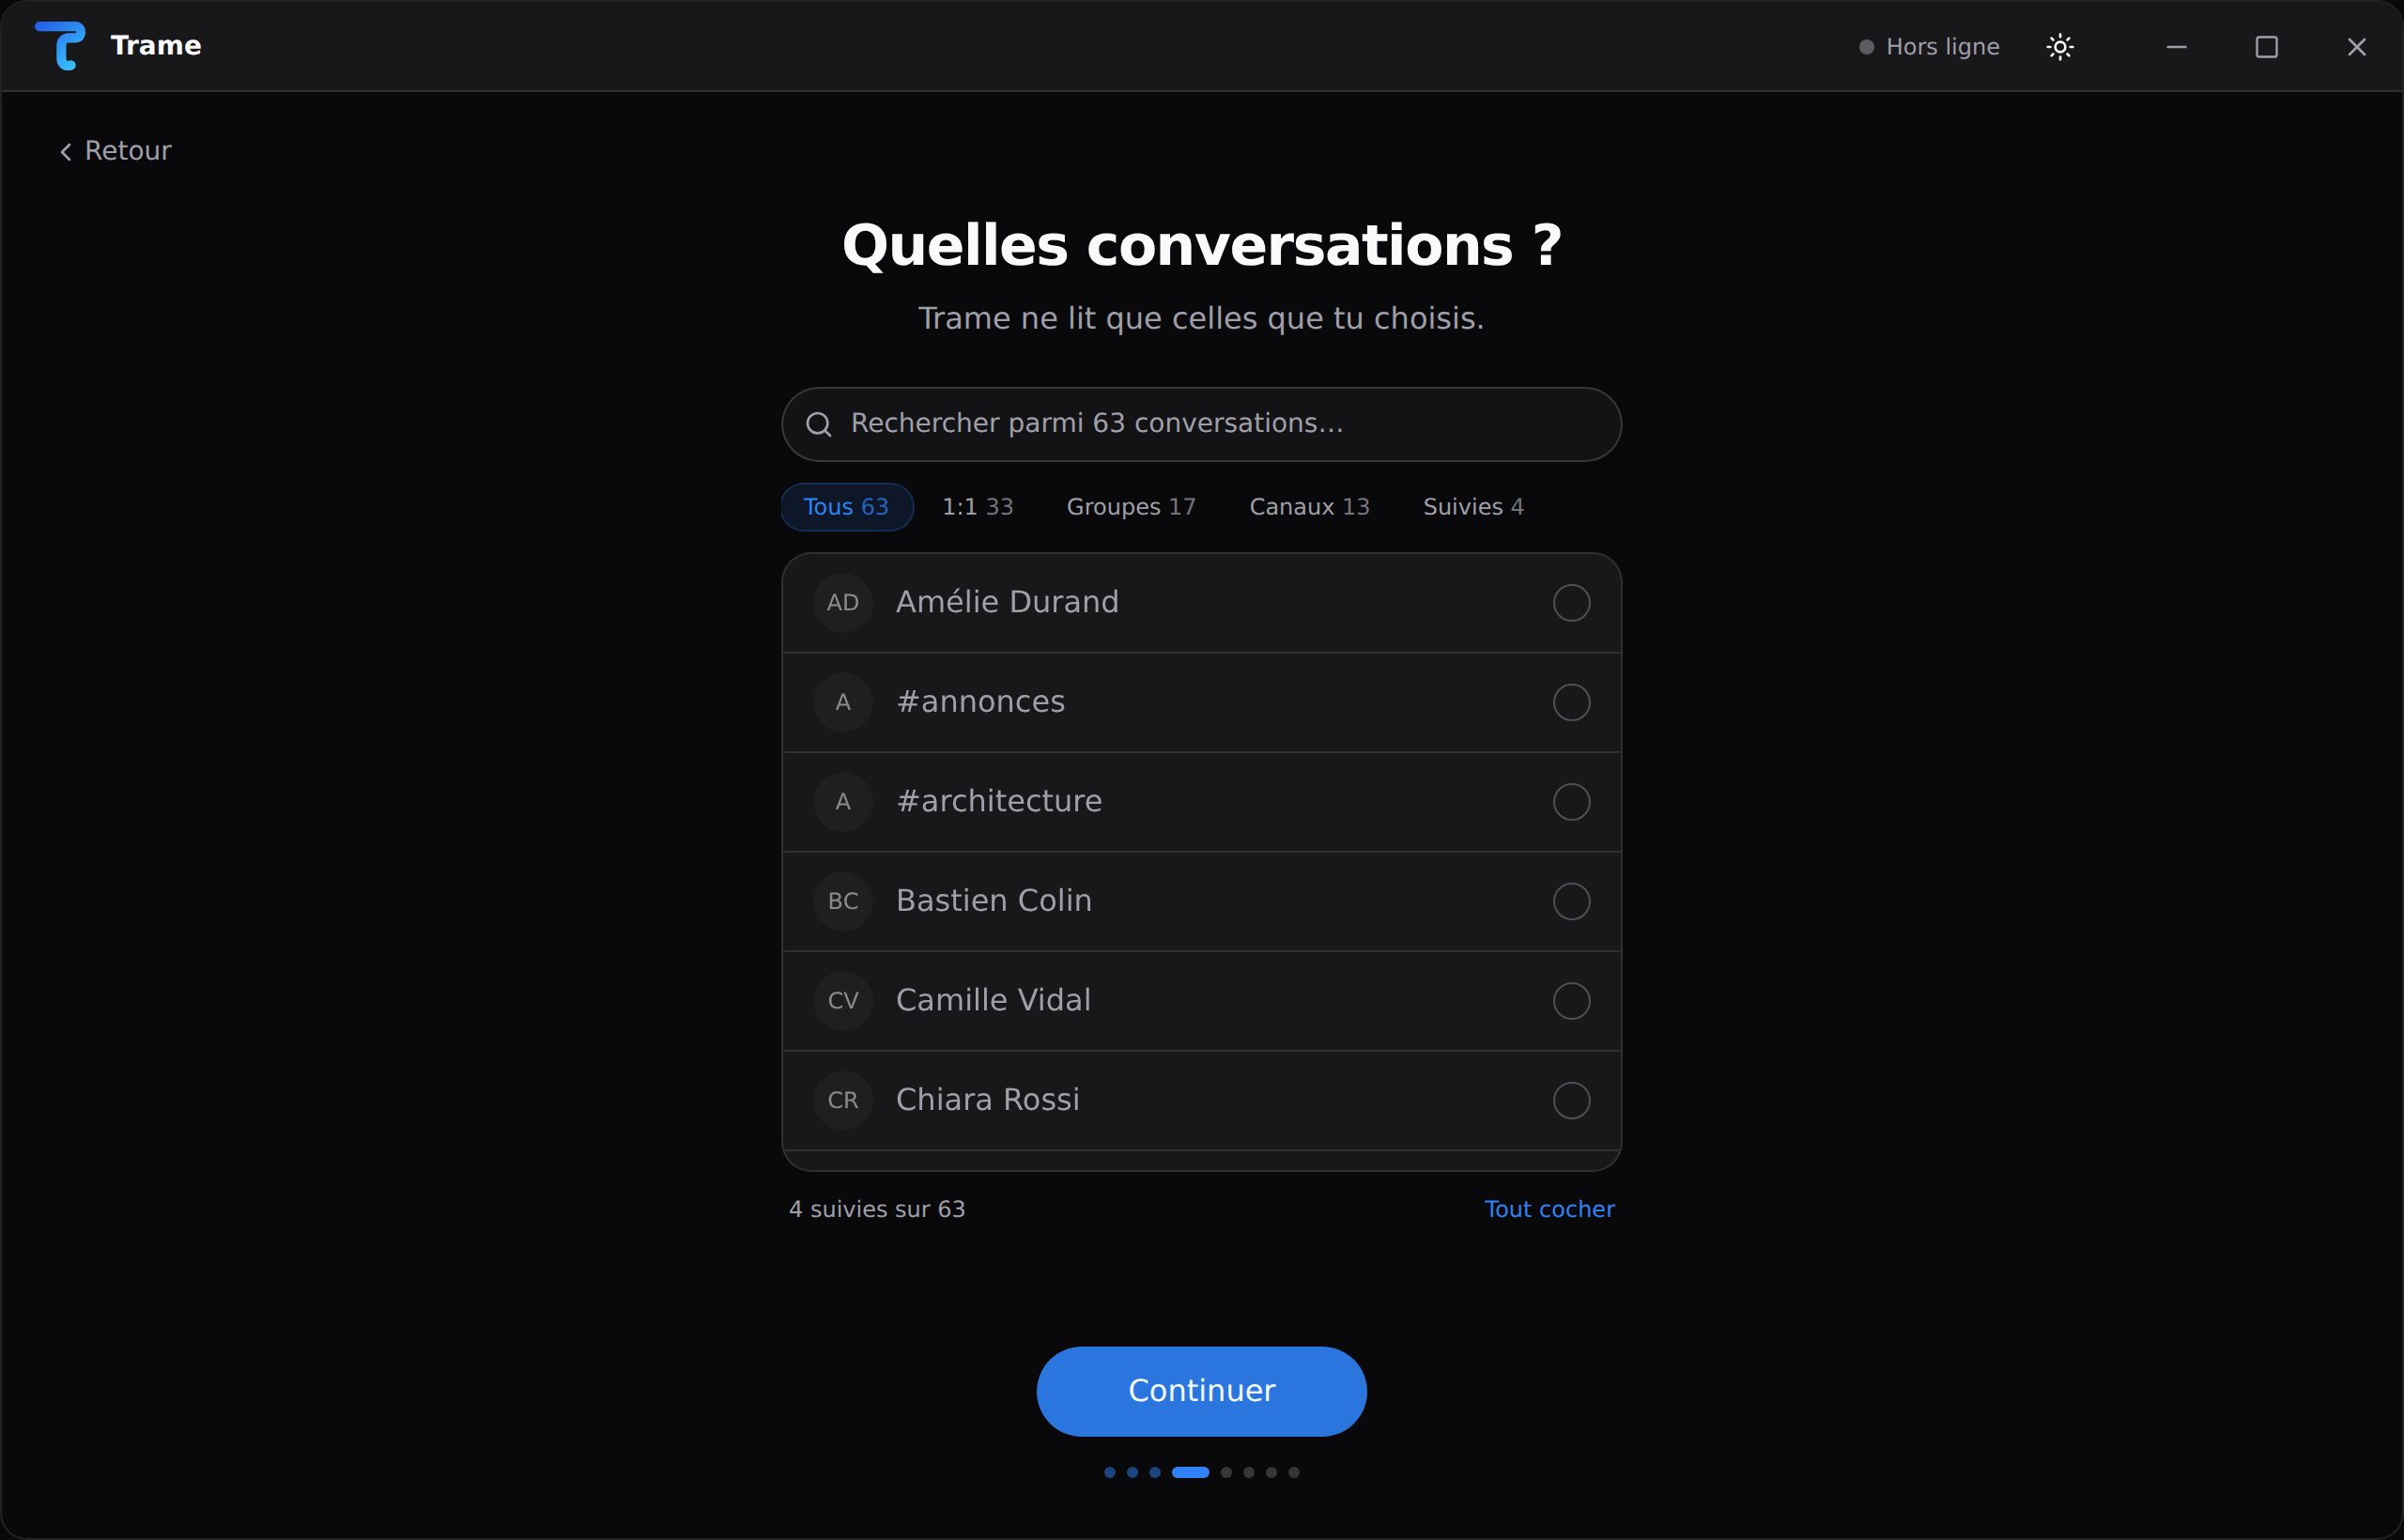 Trame
Hors ligne
Retour
Quelles conversations ?
Trame ne lit que celles que tu choisis.
Rechercher parmi 63 conversations…
Tous 63 1:1 33 Groupes 17 Canaux 13 Suivies 4
AD Amélie Durand
A #annonces
A #architecture
BC Bastien Colin
CV Camille Vidal
CR Chiara Rossi
4 suivies sur 63 Tout cocher
Continuer